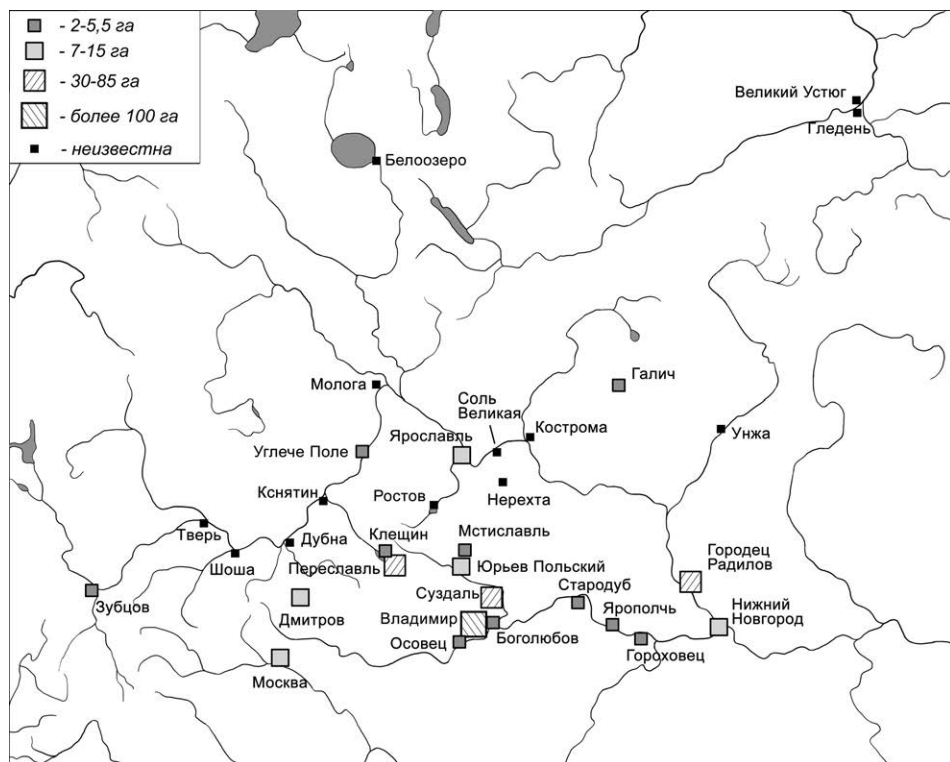 - 2-5,5 га
- 7-15 га
- 30-85 га
- более 100 га
- неизвестна
Великий Устюг
Гледень
Белоозеро
Молога
Галич
Соль
Великая
Кострома
Ярославль
Унжа
Углече Поле
Кснятин
Ростов
Нерехта
Тверь
Дубна
Клещин
Мстиславль
Шоша
Переславль
Юрьев Польский
Городец
Радилов
Зубцов
Дмитров
Суздаль
Стародуб
Владимир
Ярополчь
Нижний
Новгород
Боголюбов
Осовец
Гороховец
Москва